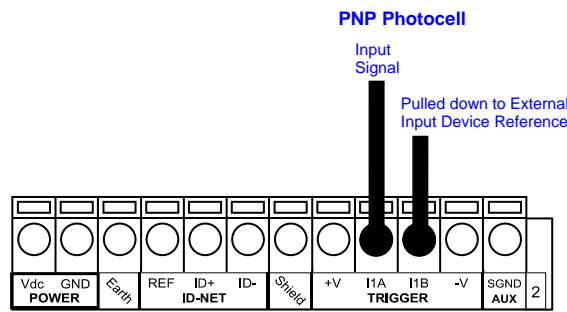 PNP Photocell
Input
Signal
Pulled down to External
Input Device Reference
Vdc GND Earth REF ID+ ID- Shield +V I1A I1B -V SGND 2
POWER ID-NET TRIGGER AUX